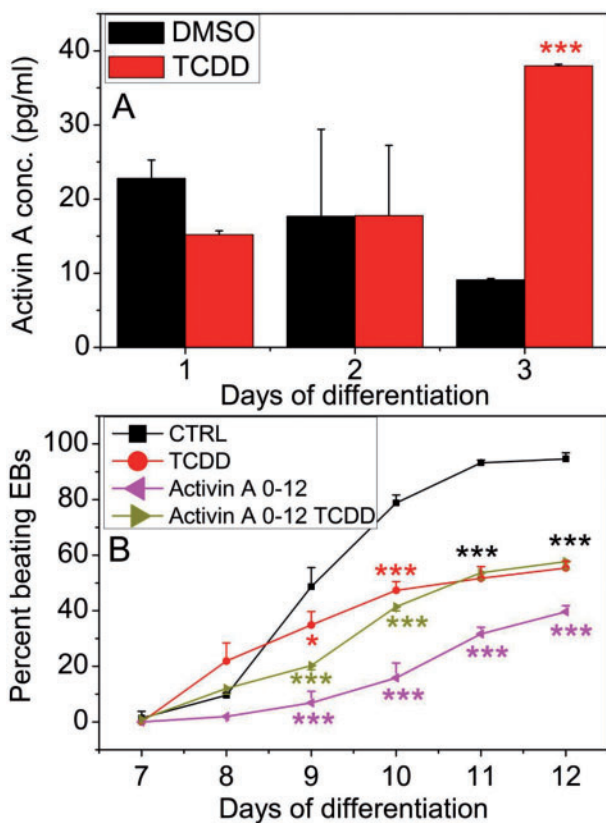 DMSO
TCDD
A
***
Activin A conc. (pg/ml)
40
30
20
10
0
1 2 3
Days of differentiation
CTRL
TCDD
Activin A 0-12
Activin A 0-12 TCDD
B
Percent beating EBs
100
80
60
40
20
0
*** *** ***
* *** ***
*** *** *** ***
7 8 9 10 11 12
Days of differentiation